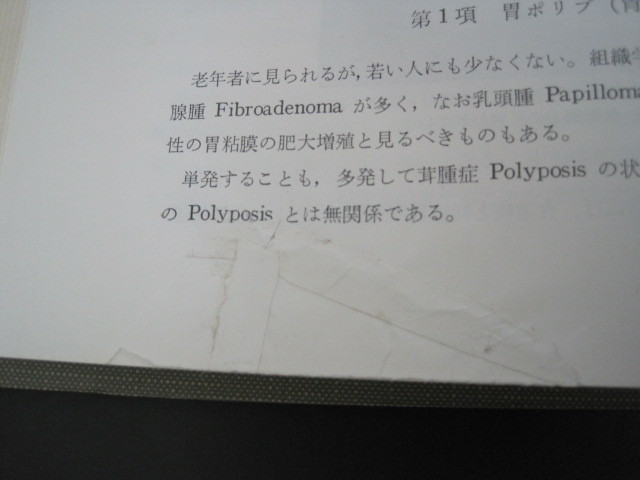 第1項 胃ポリプ（胃
老年者に見られるが，若い人にも少なくない。組織学
腺腫 Fibroadenoma が多く，なお乳頭腫 Papilloma
性の胃粘膜の肥大増殖と見るべきものもある。
単発することも，多発して茸腫症 Polyposis の状
の Polyposis とは無関係である。